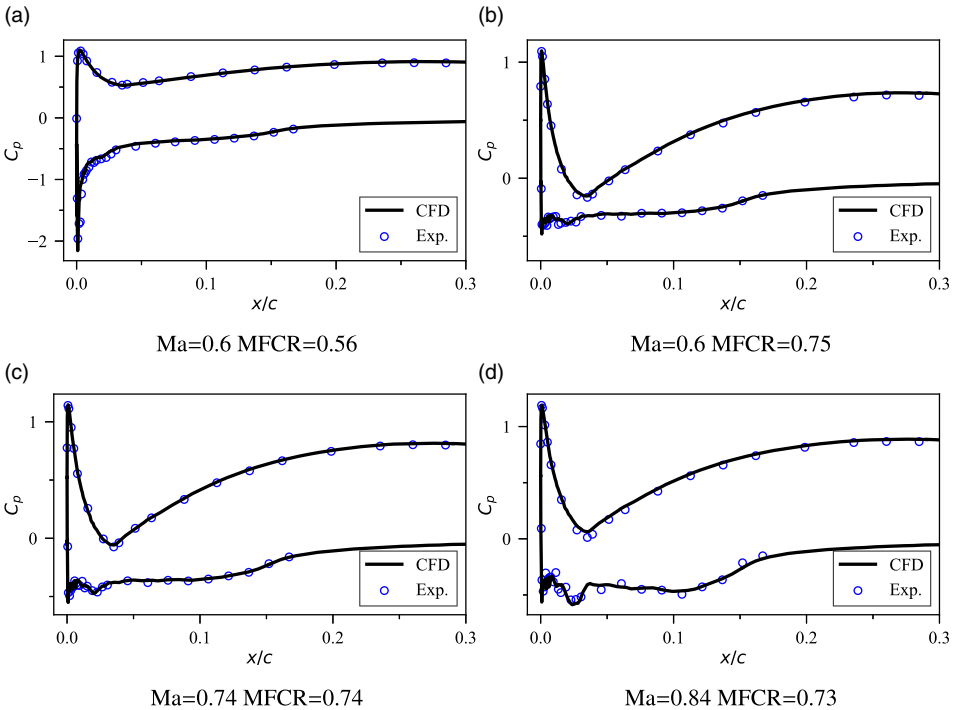 (a)
1
0
−1
−2
C_p
CFD
Exp.
0.0 0.1 0.2 0.3
x/c
Ma=0.6 MFCR=0.56
(b)
1
0
C_p
CFD
Exp.
0.0 0.1 0.2 0.3
x/c
Ma=0.6 MFCR=0.75
(c)
1
0
C_p
CFD
Exp.
0.0 0.1 0.2 0.3
x/c
Ma=0.74 MFCR=0.74
(d)
1
0
C_p
CFD
Exp.
0.0 0.1 0.2 0.3
x/c
Ma=0.84 MFCR=0.73